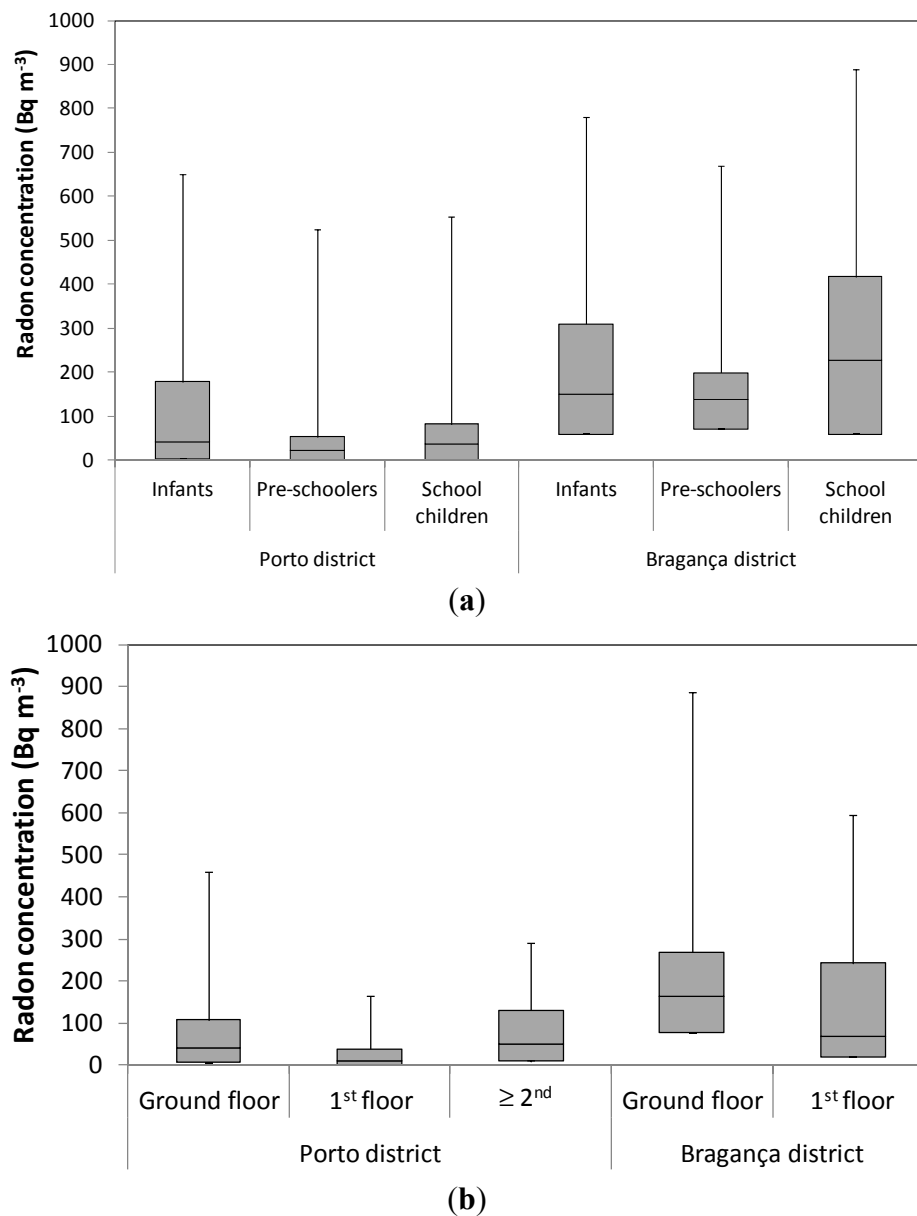 1000
900
800
700
600
500
400
300
200
100
0
Radon concentration (Bq m⁻³)
Infants Pre-schoolers School children Infants Pre-schoolers School children
Porto district Bragança district
(a)
1000
900
800
700
600
500
400
300
200
100
0
Radon concentration (Bq m⁻³)
Ground floor 1ˢᵗ floor ≥ 2ⁿᵈ Ground floor 1ˢᵗ floor
Porto district Bragança district
(b)